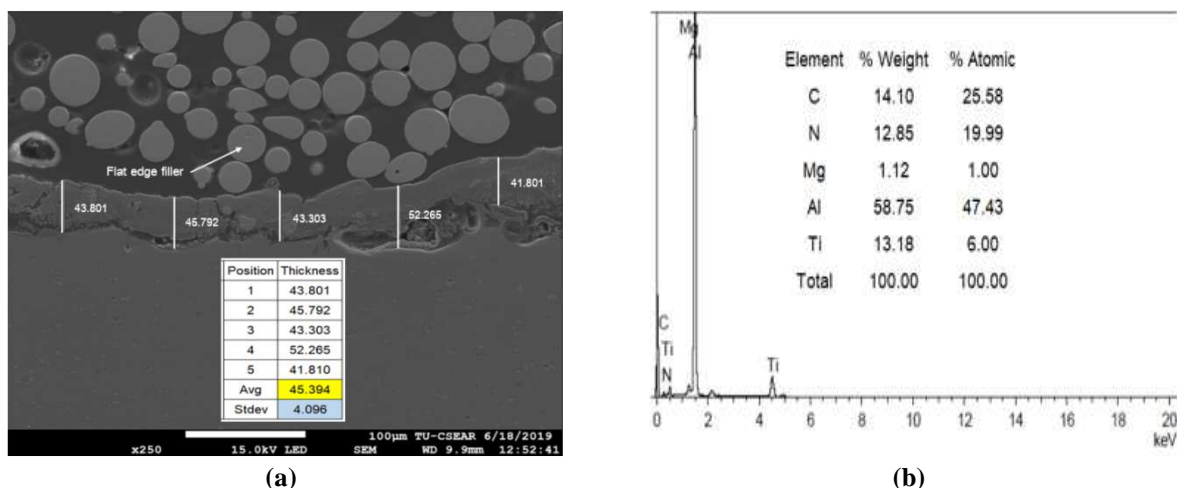 Flat edge filler
43.801
45.792
43.303
52.265
41.801
Position Thickness
1 43.801
2 45.792
3 43.303
4 52.265
5 41.810
Avg 45.394
Stdev 4.096
100μm TU-CSEAR 6/18/2019
x250 15.0kV LED SEM WD 9.9mm 12:52:41
(a)
Mg
Al
Element % Weight % Atomic
C 14.10 25.58
N 12.85 19.99
Mg 1.12 1.00
Al 58.75 47.43
Ti 13.18 6.00
Total 100.00 100.00
C
Ti
N
Ti
0 2 4 6 8 10 12 14 16 18 20
keV
(b)